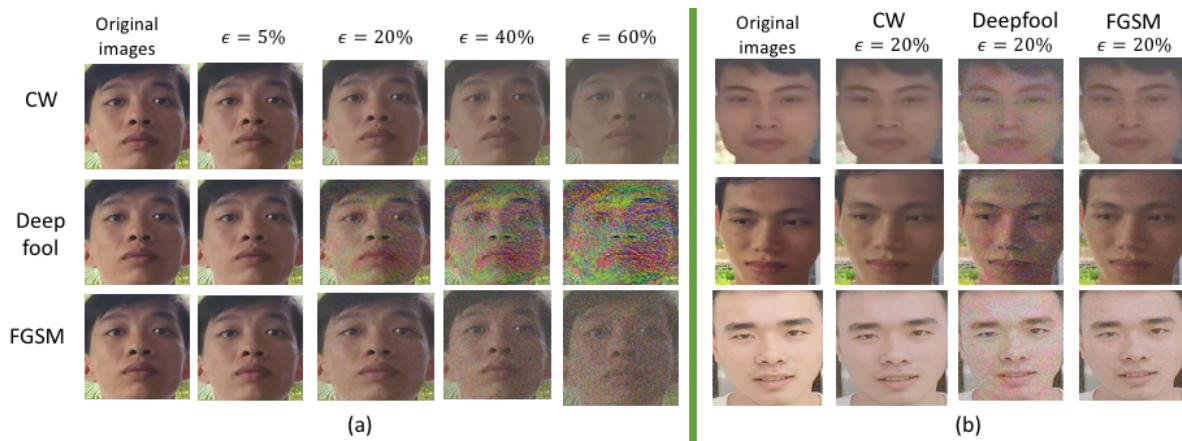 Original images
ϵ = 5%
ϵ = 20%
ϵ = 40%
ϵ = 60%
CW
Deep
fool
FGSM
(a)
Original
images
CW
ϵ = 20%
Deepfool
ϵ = 20%
FGSM
ϵ = 20%
(b)